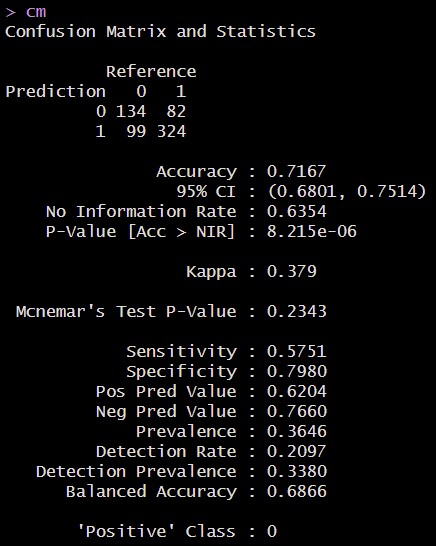 > cm
Confusion Matrix and Statistics
Reference
Prediction 0 1
0 134 82
1 99 324
Accuracy : 0.7167
95% CI : (0.6801, 0.7514)
No Information Rate : 0.6354
P-Value [Acc > NIR] : 8.215e-06
Kappa : 0.379
Mcnemar's Test P-Value : 0.2343
Sensitivity : 0.5751
Specificity : 0.7980
Pos Pred Value : 0.6204
Neg Pred Value : 0.7660
Prevalence : 0.3646
Detection Rate : 0.2097
Detection Prevalence : 0.3380
Balanced Accuracy : 0.6866
'Positive' Class : 0